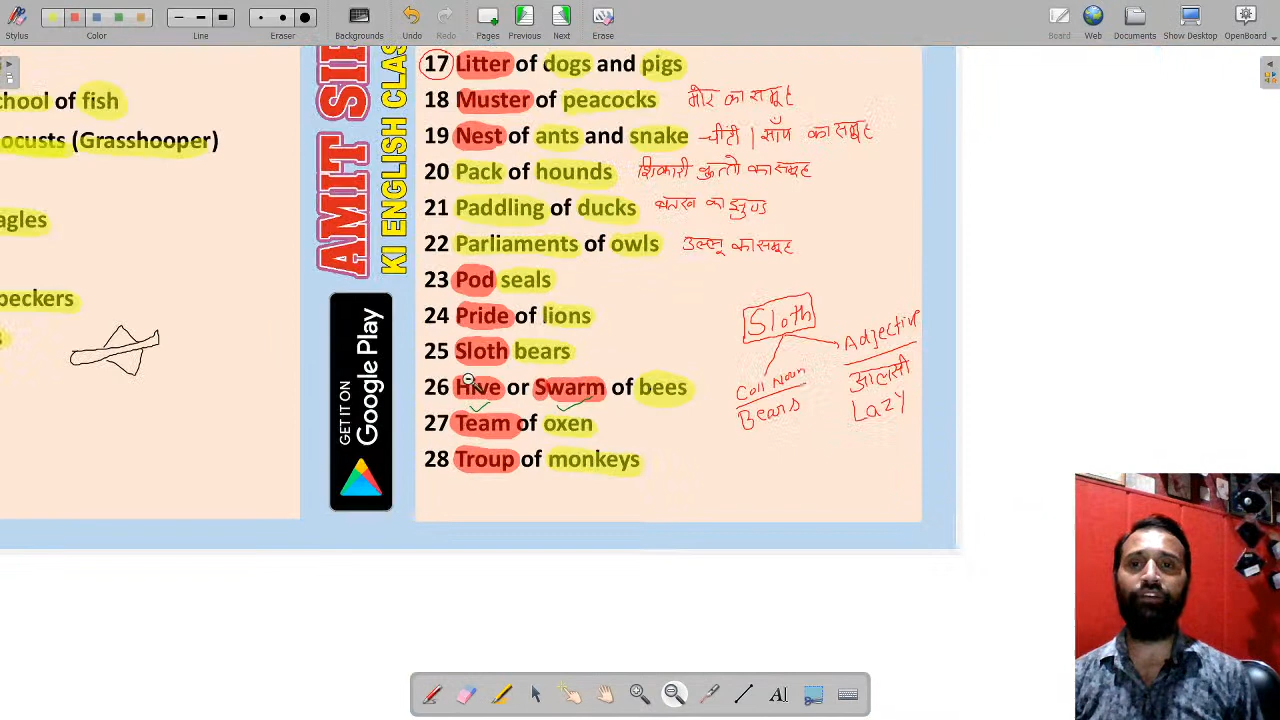 Stylus
Color
Line
Eraser
Backgrounds
Undo
Redo
Pages
Previous
Next
Erase
Board
Web
Documents
Show Desktop
OpenBoard
chool of fish
ocusts (Grasshooper)
agles
peckers
AMIT SI
KI ENGLISH CLAS
GET IT ON
Google Play
17 Litter of dogs and pigs
18 Muster of peacocks मोर का समूह
19 Nest of ants and snake चीटी | साँप का समूह
20 Pack of hounds शिकारी कुत्तो का समूह
21 Paddling of ducks बतख का झुण्ड
22 Parliaments of owls उल्लू का समूह
23 Pod seals
24 Pride of lions
25 Sloth bears
26 Hive or Swarm of bees
27 Team of oxen
28 Troup of monkeys
Sloth
Coll Noun
Bears
Adjective
आलसी
Lazy